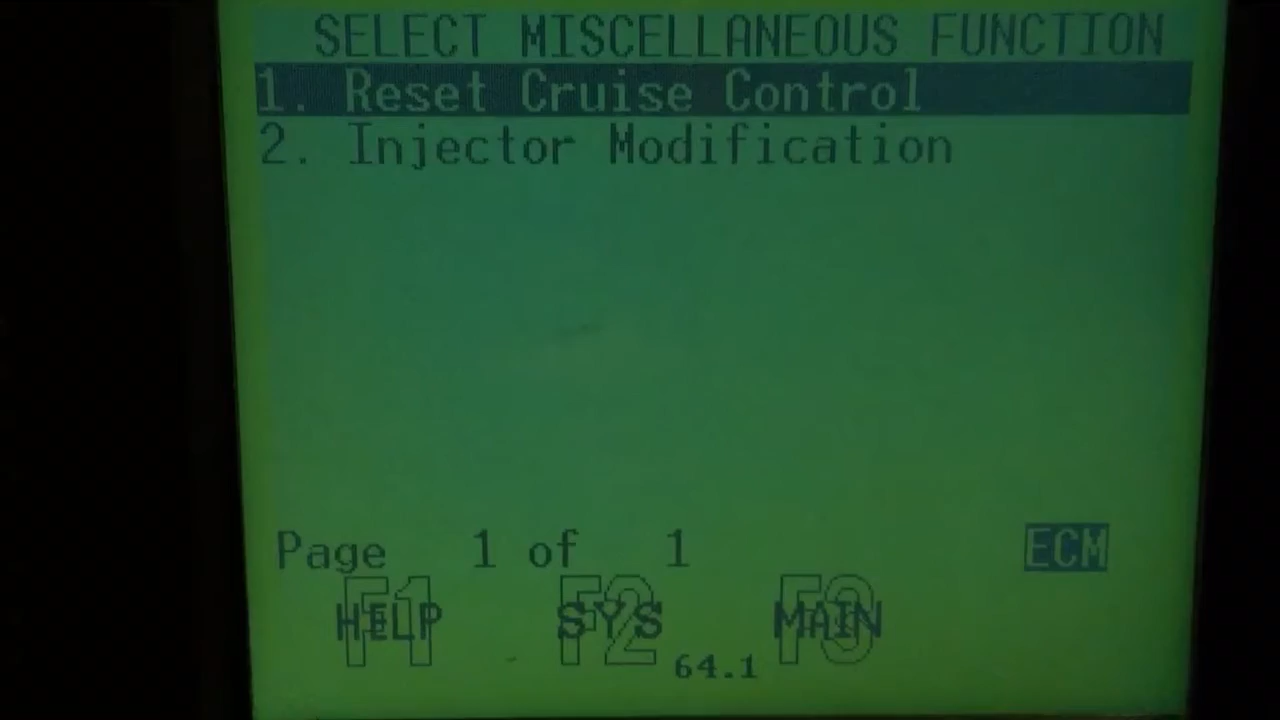 SELECT MISCELLANEOUS FUNCTION
1. Reset Cruise Control
2. Injector Modification
Page 1 of 1 ECM
F1 HELP F2 SYS F3 MAIN
64.1